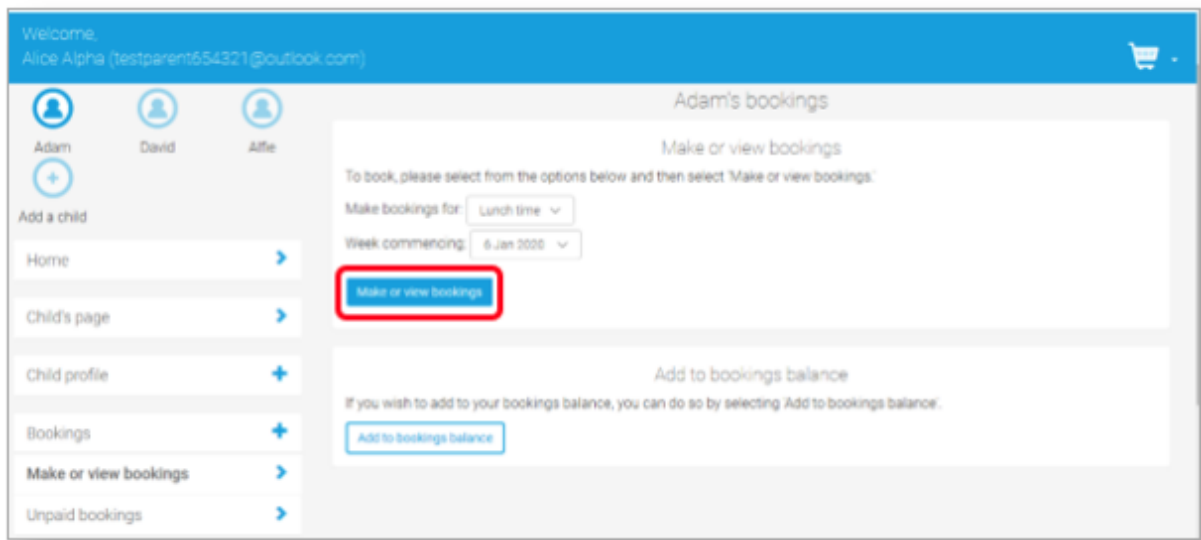 Welcome,
Alice Alpha (testparent654321@outlook.com)
Adam
David
Alfie
Add a child
Home
Child's page
Child profile
Bookings
Make or view bookings
Unpaid bookings
Adam's bookings
Make or view bookings
To book, please select from the options below and then select 'Make or view bookings.'
Make bookings for: Lunch time
Week commencing: 6 Jan 2020
Make or view bookings
Add to bookings balance
If you wish to add to your bookings balance, you can do so by selecting 'Add to bookings balance'.
Add to bookings balance